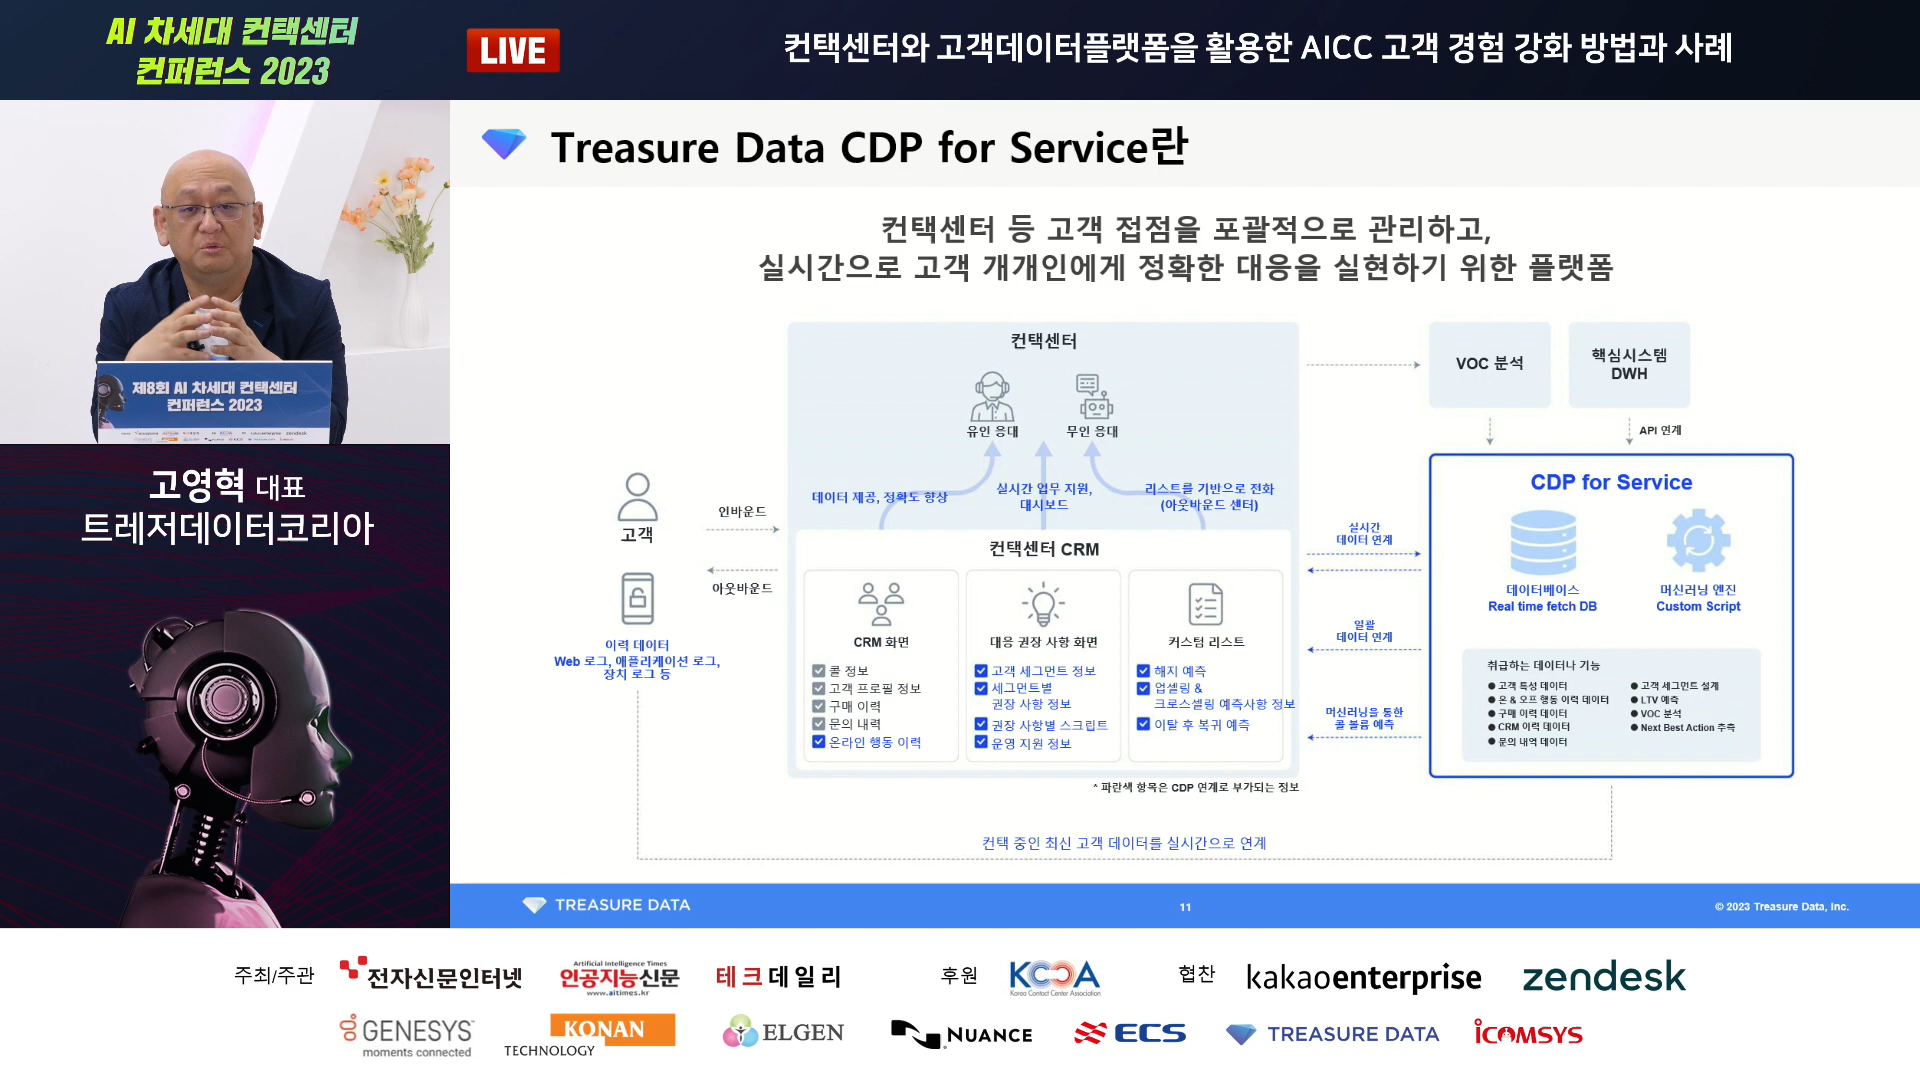 AI 차세대 컨택센터
컨퍼런스 2023
LIVE
컨택센터와 고객데이터플랫폼을 활용한 AICC 고객 경험 강화 방법과 사례
제8회 AI 차세대 컨택센터
컨퍼런스 2023
고영혁 대표
트레저데이터코리아
Treasure Data CDP for Service란
컨택센터 등 고객 접점을 포괄적으로 관리하고,
실시간으로 고객 개개인에게 정확한 대응을 실현하기 위한 플랫폼
고객
이력 데이터
Web 로그, 애플리케이션 로그,
장치 로그 등
인바운드
아웃바운드
컨택센터
유인 응대
무인 응대
데이터 제공, 정확도 향상
실시간 업무 지원,
대시보드
리스트를 기반으로 전화
(아웃바운드 센터)
컨택센터 CRM
CRM 화면
콜 정보
고객 프로필 정보
구매 이력
문의 내력
온라인 행동 이력
대응 권장 사항 화면
고객 세그먼트 정보
세그먼트별
권장 사항 정보
권장 사항별 스크립트
운영 지원 정보
커스텀 리스트
해지 예측
업셀링 &
크로스셀링 예측사항 정보
이탈 후 복귀 예측
* 파란색 항목은 CDP 연계로 부가되는 정보
VOC 분석
핵심시스템
DWH
API 연계
실시간
데이터 연계
일괄
데이터 연계
머신러닝을 통한
콜 볼륨 예측
CDP for Service
데이터베이스
Real time fetch DB
머신러닝 엔진
Custom Script
취급하는 데이터나 기능
● 고객 특성 데이터
● 온 & 오프 행동 이력 데이터
● 구매 이력 데이터
● CRM 이력 데이터
● 문의 내역 데이터
● 고객 세그먼트 설계
● LTV 예측
● VOC 분석
● Next Best Action 추측
컨택 중인 최신 고객 데이터를 실시간으로 연계
TREASURE DATA
11
© 2023 Treasure Data, Inc.
주최/주관
전자신문인터넷
Artificial Intelligence Times
인공지능신문
www.aitimes.kr
테크데일리
후원
KCCA
Korea Contact Center Association
협찬
kakaoenterprise
zendesk
GENESYS
moments connected
KONAN
TECHNOLOGY
ELGEN
NUANCE
ECS
TREASURE DATA
iCOMSYS